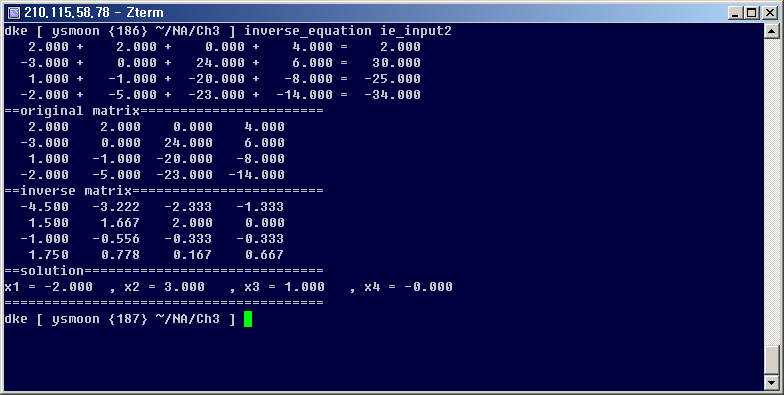 210,115,58,78 - Zterm
dke [ ysmoon {186} ~/NA/Ch3 ] inverse_equation ie_input2
2.000 + 2.000 + 0.000 + 4.000 = 2.000
-3.000 + 0.000 + 24.000 + 6.000 = 30.000
1.000 + -1.000 + -20.000 + -8.000 = -25.000
-2.000 + -5.000 + -23.000 + -14.000 = -34.000
==original matrix=======================
2.000 2.000 0.000 4.000
-3.000 0.000 24.000 6.000
1.000 -1.000 -20.000 -8.000
-2.000 -5.000 -23.000 -14.000
==inverse matrix========================
-4.500 -3.222 -2.333 -1.333
1.500 1.667 2.000 0.000
-1.000 -0.556 -0.333 -0.333
1.750 0.778 0.167 0.667
==solution==============================
x1 = -2.000 , x2 = 3.000 , x3 = 1.000 , x4 = -0.000
========================================
dke [ ysmoon {187} ~/NA/Ch3 ]